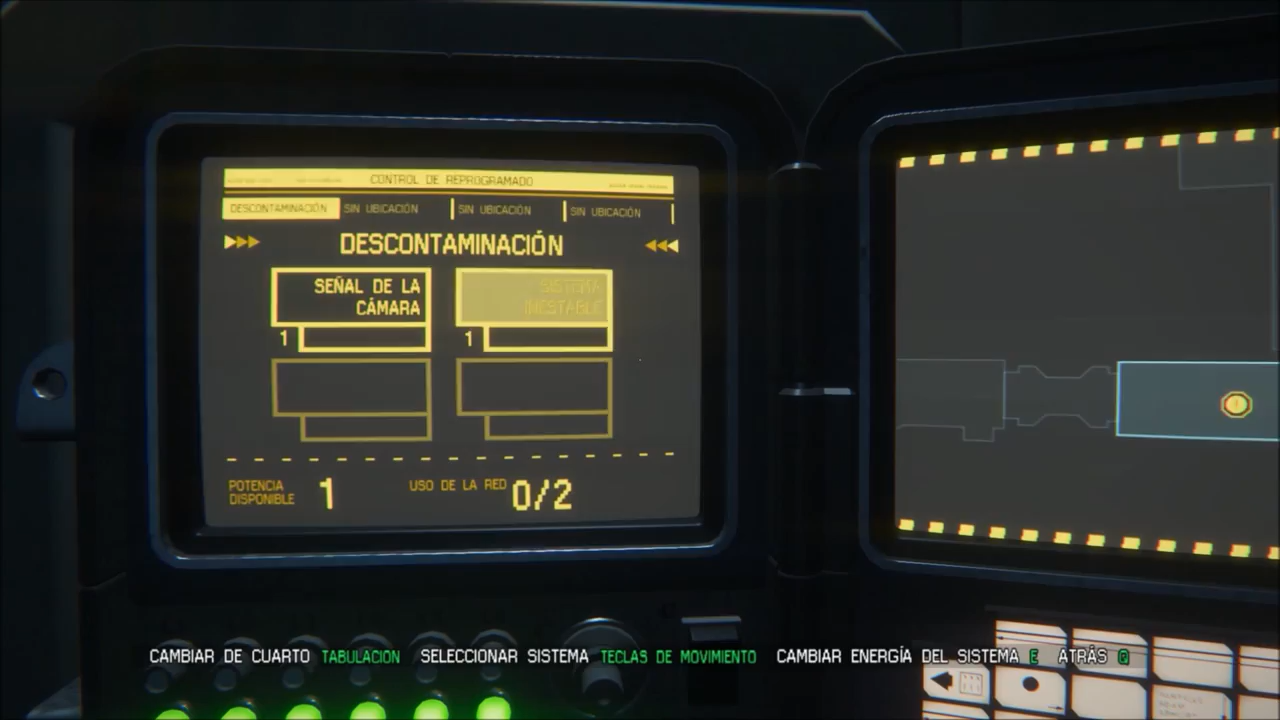 CONTROL DE REPROGRAMADO
DESCONTAMINACIÓN SIN UBICACIÓN SIN UBICACIÓN SIN UBICACIÓN
DESCONTAMINACIÓN
SEÑAL DE LA
CÁMARA
SISTEMA
INESTABLE
1
1
POTENCIA
DISPONIBLE
1
USO DE LA RED
0/2
CAMBIAR DE CUARTO TABULACION SELECCIONAR SISTEMA TECLAS DE MOVIMIENTO CAMBIAR ENERGÍA DEL SISTEMA E ATRÁS Q